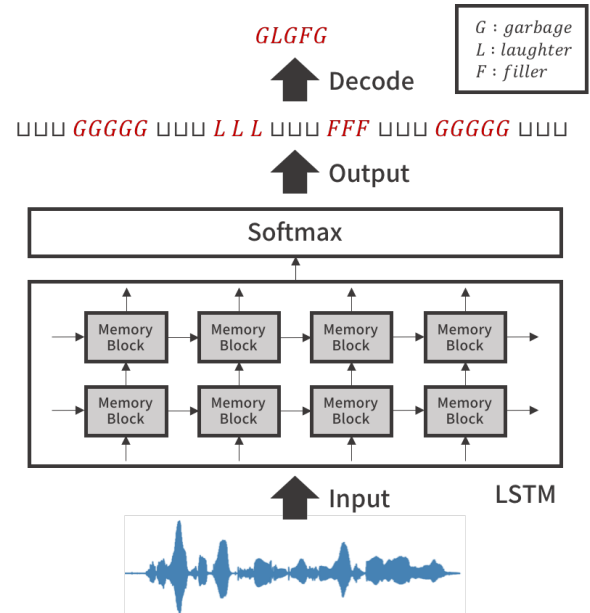 GLGFG
G : garbage
L : laughter
F : filler
Decode
⊔⊔⊔ GGGGG ⊔⊔⊔ L L L ⊔⊔⊔ FFF ⊔⊔⊔ GGGGG ⊔⊔⊔
Output
Softmax
Memory Block Memory Block Memory Block Memory Block
Memory Block Memory Block Memory Block Memory Block
Input
LSTM